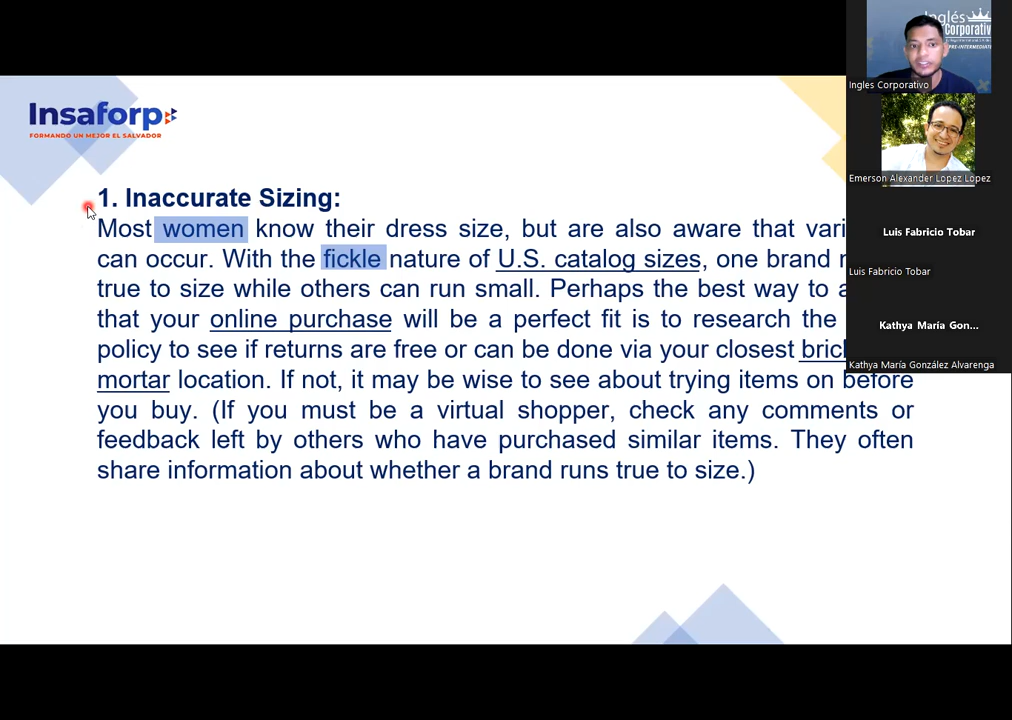 Inglés
Corporativo
PRE-INTERMEDIATE
Ingles Corporativo
Insaforp
FORMANDO UN MEJOR EL SALVADOR
Emerson Alexander Lopez Lopez
1. Inaccurate Sizing:
Most women know their dress size, but are also aware that
Luis Fabricio Tobar
can occur. With the fickle nature of U.S. catalog sizes, one brand
Luis Fabricio Tobar
true to size while others can run small. Perhaps the best way to
that your online purchase will be a perfect fit is to research the
Kathya María Gon...
policy to see if returns are free or can be done via your closest
Kathya María González Alvarenga
mortar location. If not, it may be wise to see about trying items on before
you buy. (If you must be a virtual shopper, check any comments or
feedback left by others who have purchased similar items. They often
share information about whether a brand runs true to size.)